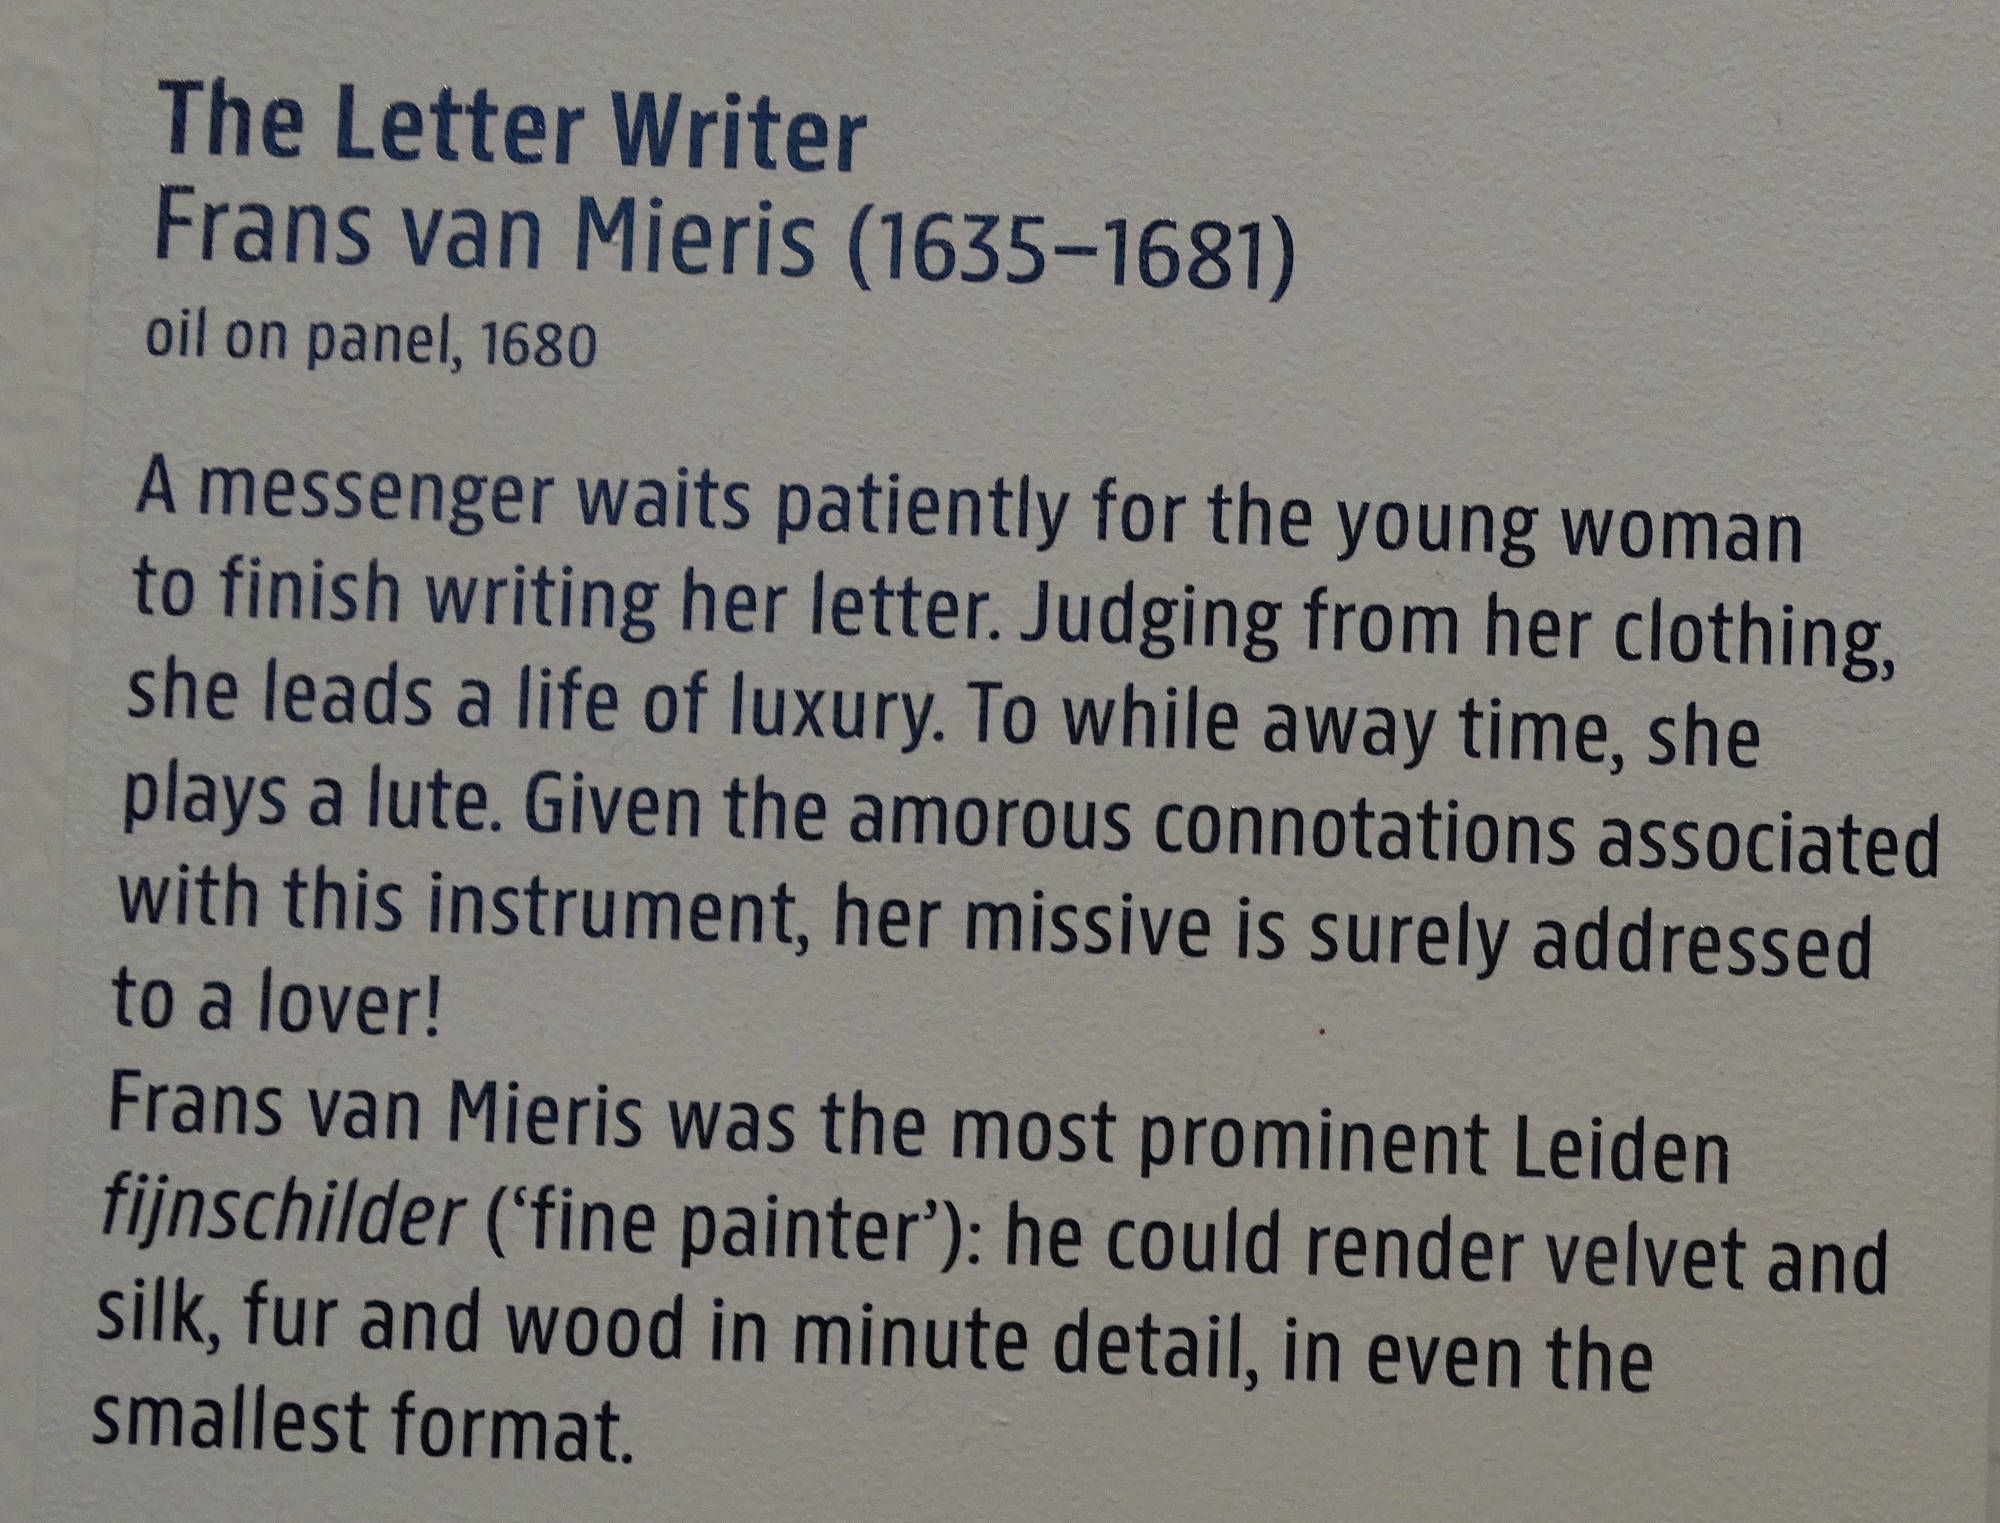 The Letter Writer
Frans van Mieris (1635–1681)
oil on panel, 1680
A messenger waits patiently for the young woman
to finish writing her letter. Judging from her clothing,
she leads a life of luxury. To while away time, she
plays a lute. Given the amorous connotations associated
with this instrument, her missive is surely addressed
to a lover!
Frans van Mieris was the most prominent Leiden
fijnschilder (‘fine painter’): he could render velvet and
silk, fur and wood in minute detail, in even the
smallest format.